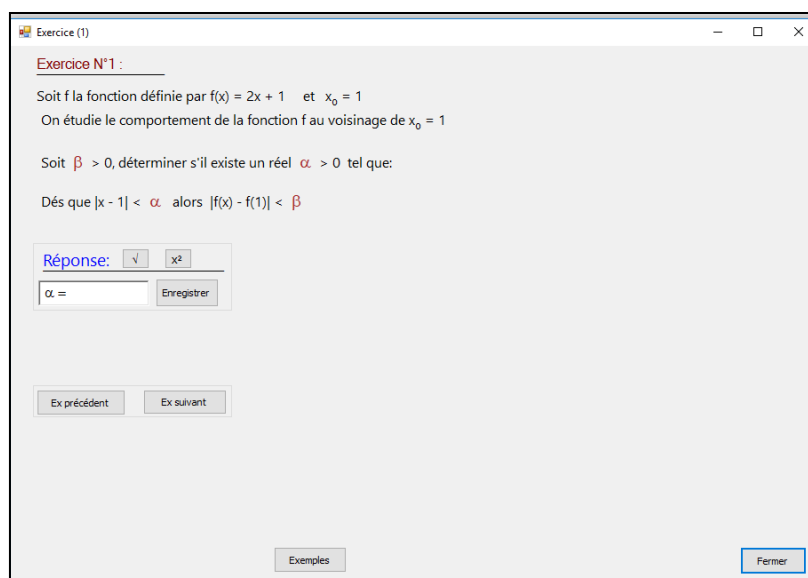 Exercice (1)
Exercice N°1 :
Soit f la fonction définie par f(x) = 2x + 1 et x₀ = 1
On étudie le comportement de la fonction f au voisinage de x₀ = 1
Soit β > 0, déterminer s'il existe un réel α > 0 tel que:
Dés que |x - 1| < α alors |f(x) - f(1)| < β
Réponse: √ x²
α = Enregistrer
Ex précédent Ex suivant
Exemples Fermer